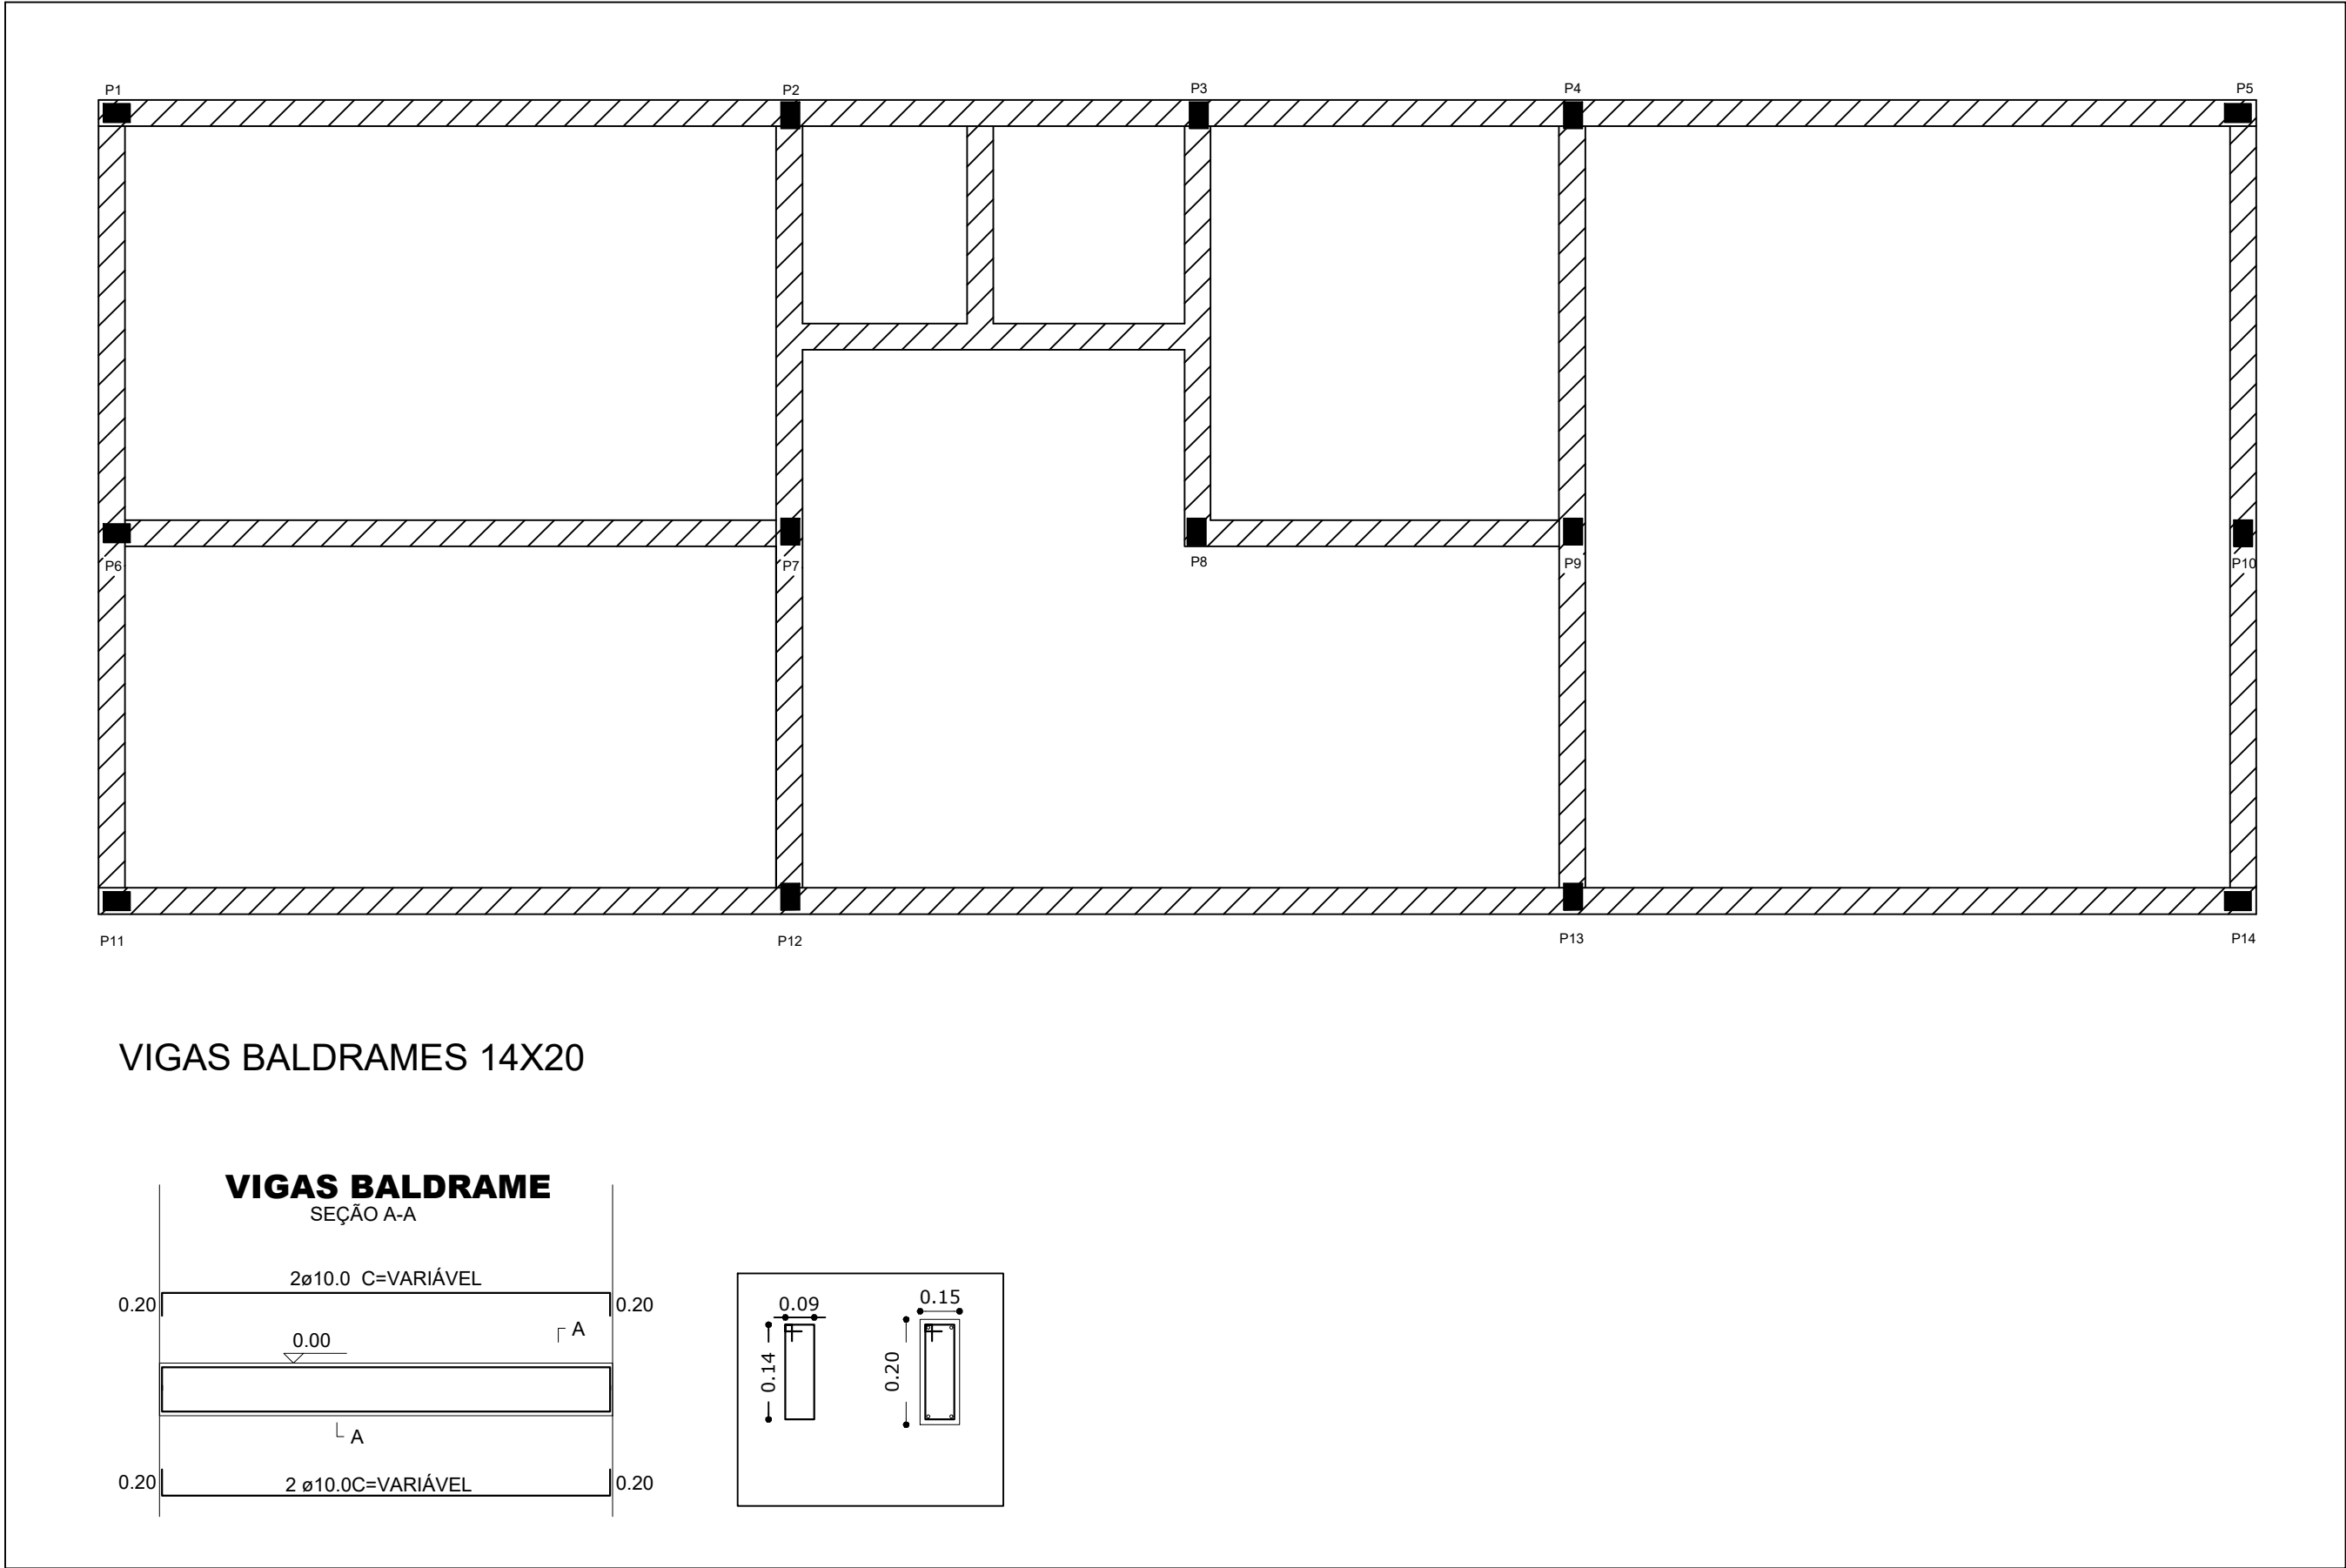 P1 P2 P3 P4 P5
P6 P7 P8 P9 P10
P11 P12 P13 P14
VIGAS BALDRAMES 14X20
VIGAS BALDRAME
SEÇÃO A-A
2ø10.0 C=VARIÁVEL
0.20 0.20
0.00
A
A
2 ø10.0C=VARIÁVEL
0.20 0.20
0.09
0.14
0.15
0.20